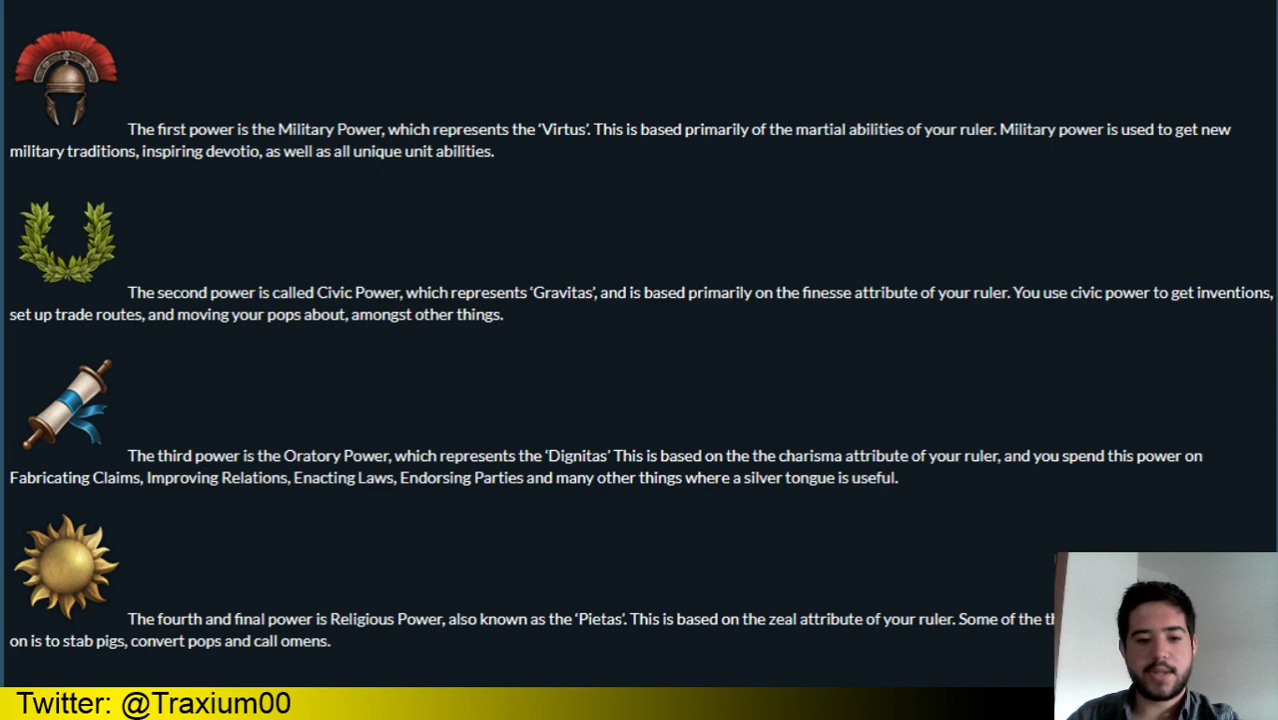 The first power is the Military Power, which represents the ‘Virtus’. This is based primarily of the martial abilities of your ruler. Military power is used to get new
military traditions, inspiring devotio, as well as all unique unit abilities.
The second power is called Civic Power, which represents ‘Gravitas’, and is based primarily on the finesse attribute of your ruler. You use civic power to get inventions,
set up trade routes, and moving your pops about, amongst other things.
The third power is the Oratory Power, which represents the ‘Dignitas’ This is based on the the charisma attribute of your ruler, and you spend this power on
Fabricating Claims, Improving Relations, Enacting Laws, Endorsing Parties and many other things where a silver tongue is useful.
The fourth and final power is Religious Power, also known as the ‘Pietas’. This is based on the zeal attribute of your ruler. Some of the
on is to stab pigs, convert pops and call omens.
Twitter: @Traxium00